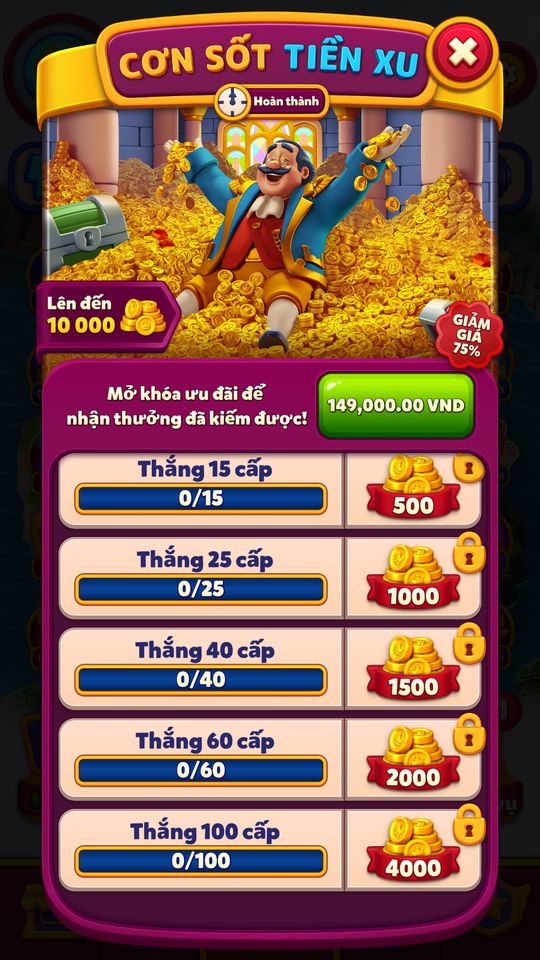 CƠN SỐT TIỀN XU
Hoàn thành
Lên đến
10 000
GIẢM
GIÁ
75%
Mở khóa ưu đãi để
nhận thưởng đã kiếm được!
149,000.00 VND
Thắng 15 cấp
0/15
500
Thắng 25 cấp
0/25
1000
Thắng 40 cấp
0/40
1500
Thắng 60 cấp
0/60
2000
Thắng 100 cấp
0/100
4000